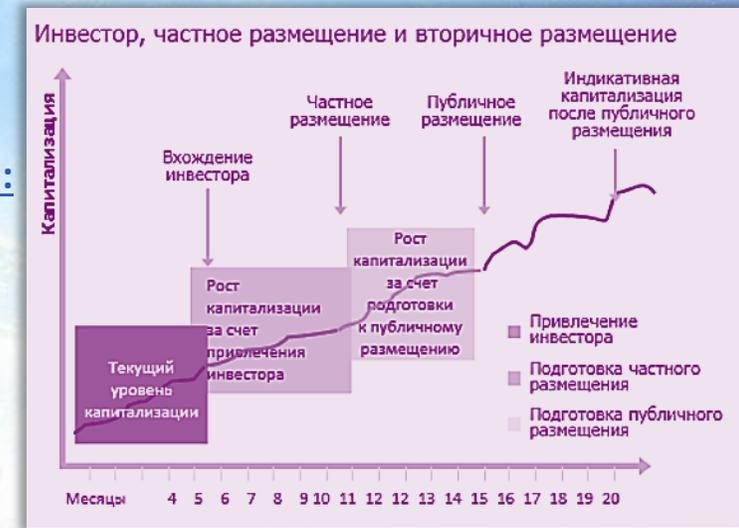 Инвестор, частное размещение и вторичное размещение
Капитализация
Вхождение
инвестора
Частное
размещение
Публичное
размещение
Индикативная
капитализация
после публичного
размещения
Текущий
уровень
капитализации
Рост
капитализации
за счет
привлечения
инвестора
Рост
капитализации
за счет
подготовки
к публичному
размещению
Привлечение
инвестора
Подготовка частного
размещения
Подготовка публичного
размещения
Месяцы 4 5 6 7 8 9 10 11 12 12 13 14 15 16 17 18 19 20